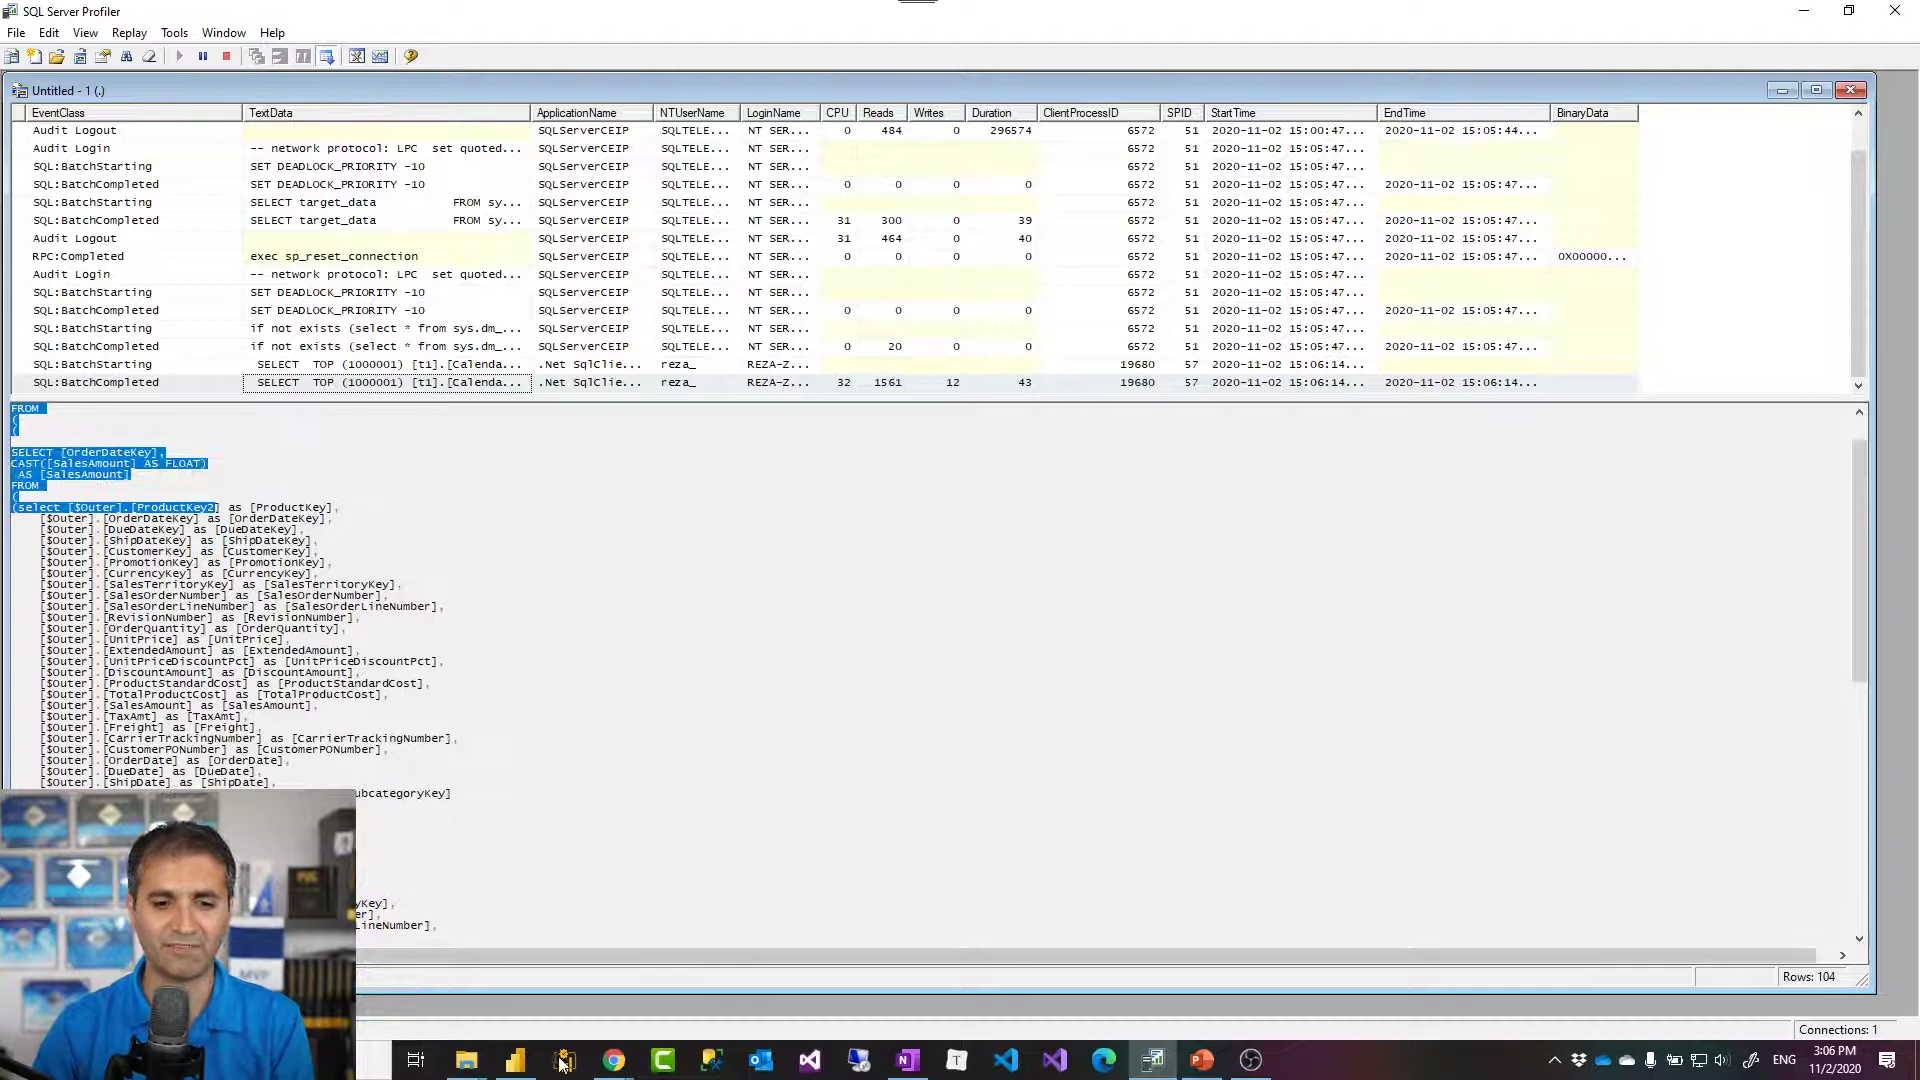 SQL Server Profiler
File Edit View Replay Tools Window Help
Untitled - 1 (.)
EventClass TextData ApplicationName NTUserName LoginName CPU Reads Writes Duration ClientProcessID SPID StartTime EndTime BinaryData
Audit Logout SQLServerCEIP SQLTELE... NT SER... 0 484 0 296574 6572 51 2020-11-02 15:00:47... 2020-11-02 15:05:44...
Audit Login -- network protocol: LPC set quoted... SQLServerCEIP SQLTELE... NT SER... 6572 51 2020-11-02 15:05:47...
SQL:BatchStarting SET DEADLOCK_PRIORITY -10 SQLServerCEIP SQLTELE... NT SER... 6572 51 2020-11-02 15:05:47...
SQL:BatchCompleted SET DEADLOCK_PRIORITY -10 SQLServerCEIP SQLTELE... NT SER... 0 0 0 0 6572 51 2020-11-02 15:05:47... 2020-11-02 15:05:47...
SQL:BatchStarting SELECT target_data FROM sy... SQLServerCEIP SQLTELE... NT SER... 6572 51 2020-11-02 15:05:47...
SQL:BatchCompleted SELECT target_data FROM sy... SQLServerCEIP SQLTELE... NT SER... 31 300 0 39 6572 51 2020-11-02 15:05:47... 2020-11-02 15:05:47...
Audit Logout SQLServerCEIP SQLTELE... NT SER... 31 464 0 40 6572 51 2020-11-02 15:05:47... 2020-11-02 15:05:47...
RPC:Completed exec sp_reset_connection SQLServerCEIP SQLTELE... NT SER... 0 0 0 0 6572 51 2020-11-02 15:05:47... 2020-11-02 15:05:47... 0X00000...
Audit Login -- network protocol: LPC set quoted... SQLServerCEIP SQLTELE... NT SER... 6572 51 2020-11-02 15:05:47...
SQL:BatchStarting SET DEADLOCK_PRIORITY -10 SQLServerCEIP SQLTELE... NT SER... 6572 51 2020-11-02 15:05:47...
SQL:BatchCompleted SET DEADLOCK_PRIORITY -10 SQLServerCEIP SQLTELE... NT SER... 0 0 0 0 6572 51 2020-11-02 15:05:47... 2020-11-02 15:05:47...
SQL:BatchStarting if not exists (select * from sys.dm_... SQLServerCEIP SQLTELE... NT SER... 6572 51 2020-11-02 15:05:47...
SQL:BatchCompleted if not exists (select * from sys.dm_... SQLServerCEIP SQLTELE... NT SER... 0 20 0 0 6572 51 2020-11-02 15:05:47... 2020-11-02 15:05:47...
SQL:BatchStarting SELECT TOP (1000001) [t1].[Calenda... .Net SqlClie... reza_ REZA-Z... 19680 57 2020-11-02 15:06:14...
SQL:BatchCompleted SELECT TOP (1000001) [t1].[Calenda... .Net SqlClie... reza_ REZA-Z... 32 1561 12 43 19680 57 2020-11-02 15:06:14... 2020-11-02 15:06:14...
FROM
(
(
SELECT [OrderDateKey],
CAST([SalesAmount] AS FLOAT)
AS [SalesAmount]
FROM
(
(select [$Outer].[ProductKey2] as [ProductKey],
[$Outer].[OrderDateKey] as [OrderDateKey],
[$Outer].[DueDateKey] as [DueDateKey],
[$Outer].[ShipDateKey] as [ShipDateKey],
[$Outer].[CustomerKey] as [CustomerKey],
[$Outer].[PromotionKey] as [PromotionKey],
[$Outer].[CurrencyKey] as [CurrencyKey],
[$Outer].[SalesTerritoryKey] as [SalesTerritoryKey],
[$Outer].[SalesOrderNumber] as [SalesOrderNumber],
[$Outer].[SalesOrderLineNumber] as [SalesOrderLineNumber],
[$Outer].[RevisionNumber] as [RevisionNumber],
[$Outer].[OrderQuantity] as [OrderQuantity],
[$Outer].[UnitPrice] as [UnitPrice],
[$Outer].[ExtendedAmount] as [ExtendedAmount],
[$Outer].[UnitPriceDiscountPct] as [UnitPriceDiscountPct],
[$Outer].[DiscountAmount] as [DiscountAmount],
[$Outer].[ProductStandardCost] as [ProductStandardCost],
[$Outer].[TotalProductCost] as [TotalProductCost],
[$Outer].[SalesAmount] as [SalesAmount],
[$Outer].[TaxAmt] as [TaxAmt],
[$Outer].[Freight] as [Freight],
[$Outer].[CarrierTrackingNumber] as [CarrierTrackingNumber],
[$Outer].[CustomerPONumber] as [CustomerPONumber],
[$Outer].[OrderDate] as [OrderDate],
[$Outer].[DueDate] as [DueDate],
[$Outer].[ShipDate] as [ShipDate],
ubcategoryKey]
yKey],
er],
LineNumber],
MVP
Rows: 104
Connections: 1
ENG
3:06 PM
11/2/2020